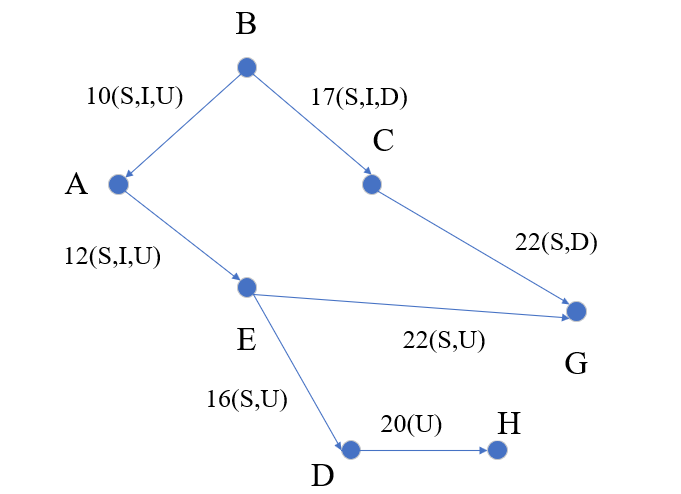 B
10(S,I,U)
17(S,I,D)
C
A
22(S,D)
12(S,I,U)
E
22(S,U)
G
16(S,U)
20(U)
H
D